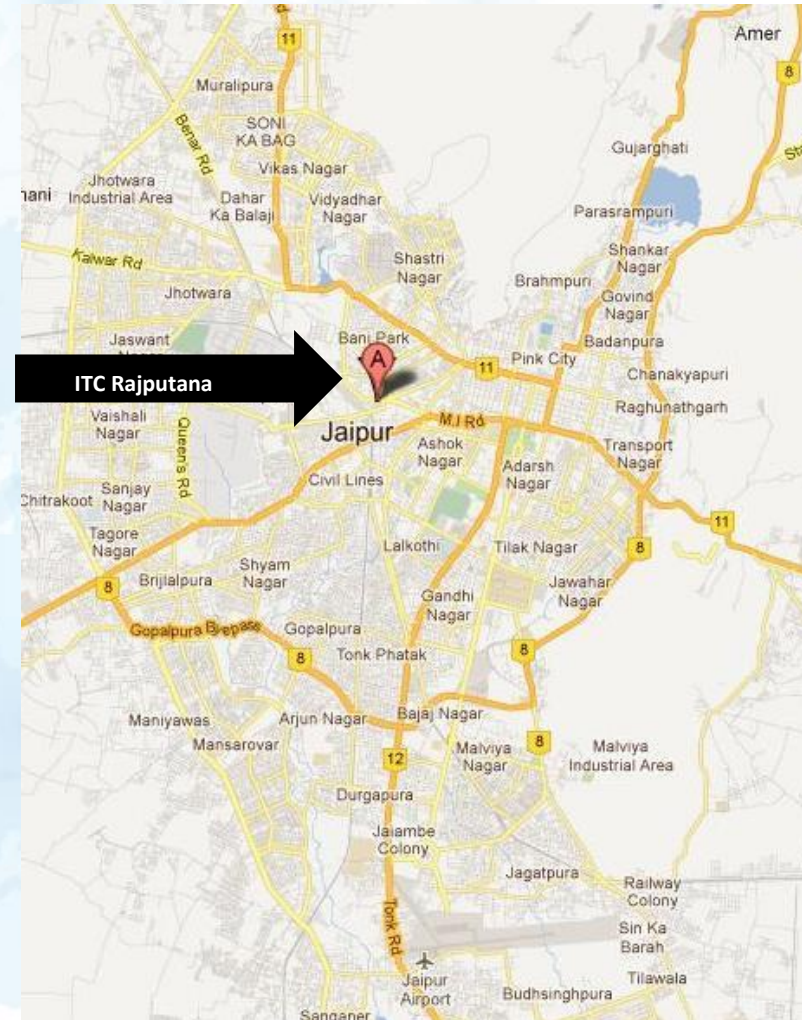 11
Amer
8
Muralipura
SONI
KA BAG
Benar Rd
Gujarghati
Vikas Nagar
Jhotwara
Industrial Area
Dahar
Ka Balaji
Vidyadhar
Nagar
Parasrampuri
Shastri
Nagar
Shankar
Nagar
Kalwar Rd
Brahmpuri
Jhotwara
Govind
Nagar
Jaswant
Bani Park
Badanpura
A
Pink City
11
Chanakyapuri
ITC Rajputana
Raghunathgarh
Vaishali
Nagar
Queen's Rd
Jaipur
M.I Rd
Ashok
Nagar
Transport
Nagar
Adarsh
Nagar
Civil Lines
Chitrakoot
Sanjay
Nagar
11
Tagore
Nagar
Lalkothi
Tilak Nagar
8
Shyam
Nagar
Brijlalpura
8
Jawahar
Nagar
Gandhi
Nagar
Gopalpura Byepass
Gopalpura
8
Tonk Phatak
8
Maniyawas
Arjun Nagar
Bajaj Nagar
Mansarovar
8
12
Malviya
Nagar
Malviya
Industrial Area
Durgapura
Jaiambe
Colony
Jagatpura
Railway
Colony
Tonk Rd
Sin Ka
Barah
Jaipur
Airport
Tilawala
Budhsinghpura
Sanganer